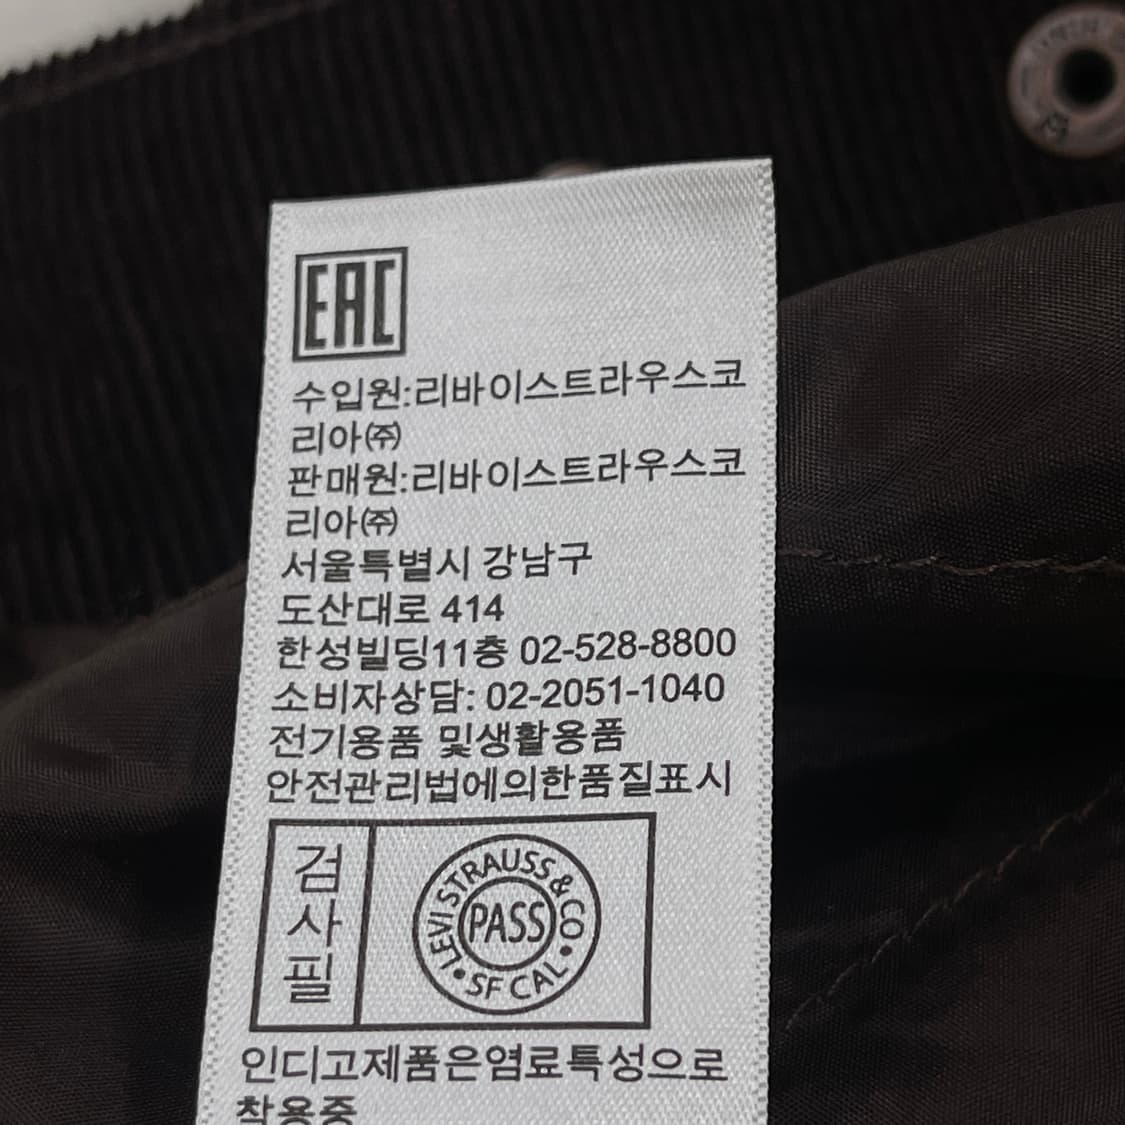 EAC
수입원:리바이스트라우스코
리아㈜
판매원:리바이스트라우스코
리아㈜
서울특별시 강남구
도산대로 414
한성빌딩11층 02-528-8800
소비자상담: 02-2051-1040
전기용품 및생활용품
안전관리법에의한품질표시
검사필
LEVI STRAUSS & CO • SF CAL •
PASS
인디고제품은염료특성으로
착용중